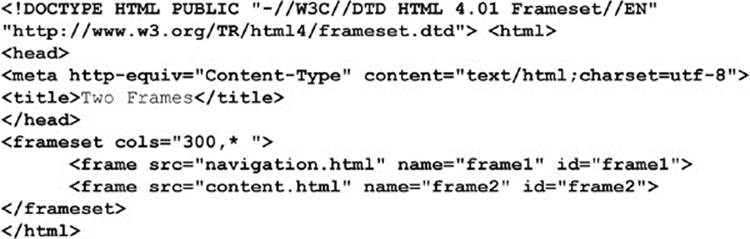 <!DOCTYPE HTML PUBLIC "-//W3C//DTD HTML 4.01 Frameset//EN"
"http://www.w3.org/TR/html4/frameset.dtd"> <html>
<head>
<meta http-equiv="Content-Type" content="text/html;charset=utf-8">
<title>Two Frames</title>
</head>
<frameset cols="300,* ">
<frame src="navigation.html" name="frame1" id="frame1">
<frame src="content.html" name="frame2" id="frame2">
</frameset>
</html>